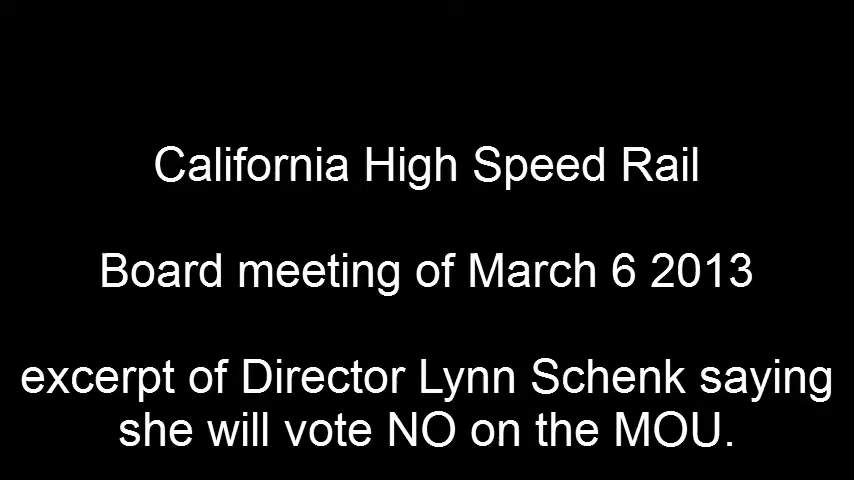 California High Speed Rail
Board meeting of March 6 2013
excerpt of Director Lynn Schenk saying
she will vote NO on the MOU.